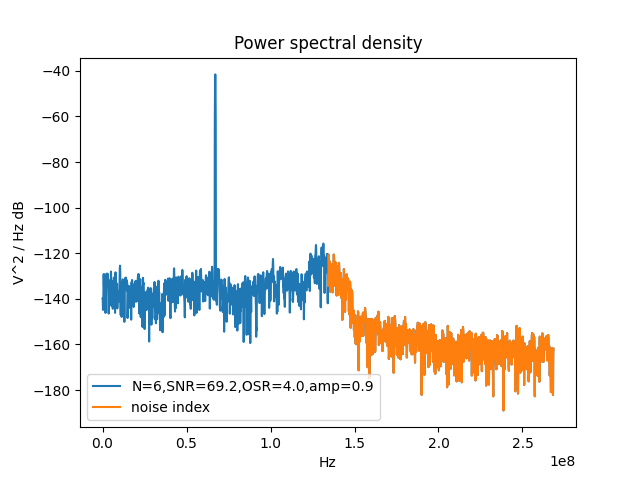 Power spectral density
V^2 / Hz dB
−40
−60
−80
−100
−120
−140
−160
−180
N=6,SNR=69.2,OSR=4.0,amp=0.9
noise index
0.0 0.5 1.0 1.5 2.0 2.5
1e8
Hz